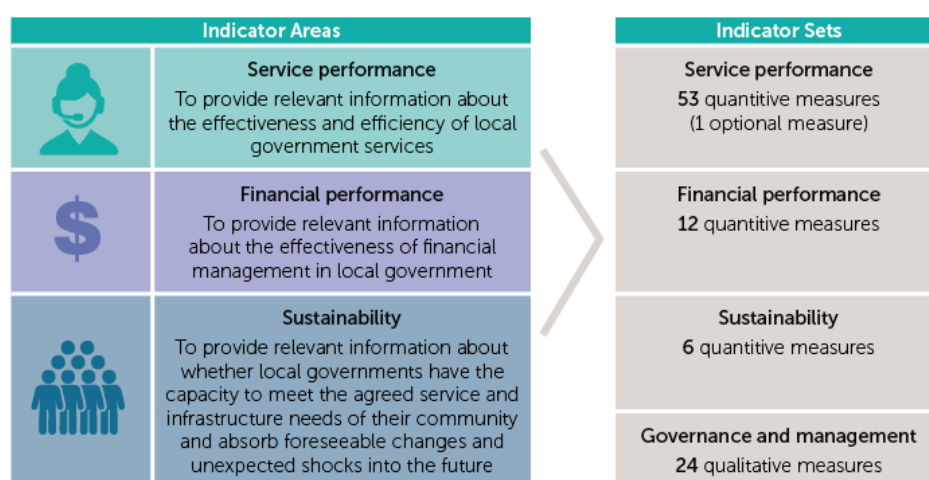 Indicator Areas
Service performance
To provide relevant information about
the effectiveness and efficiency of local
government services
$
Financial performance
To provide relevant information
about the effectiveness of financial
management in local government
Sustainability
To provide relevant information about
whether local governments have the
capacity to meet the agreed service and
infrastructure needs of their community
and absorb foreseeable changes and
unexpected shocks into the future
Indicator Sets
Service performance
53 quantitive measures
(1 optional measure)
Financial performance
12 quantitive measures
Sustainability
6 quantitive measures
Governance and management
24 qualitative measures